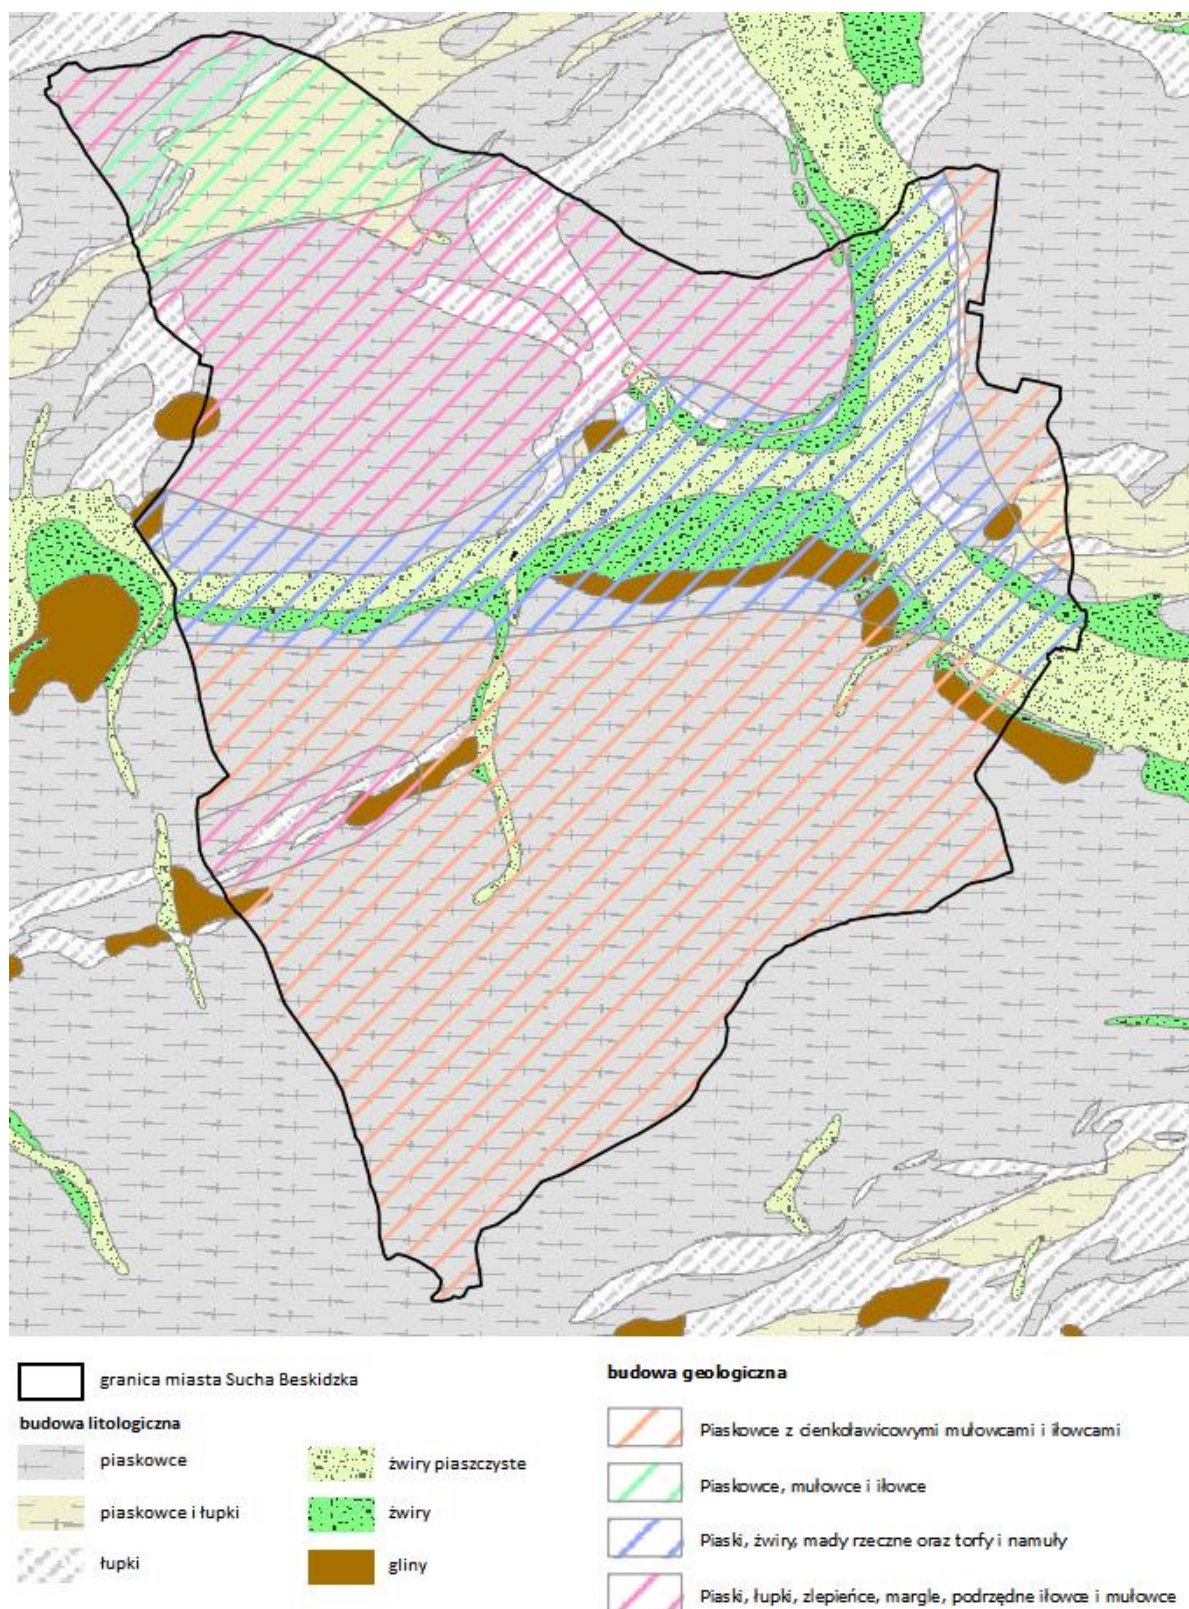 granica miasta Sucha Beskidzka
budowa litologiczna
piaskowce
piaskowce i łupki
łupki
żwiry piaszczyste
żwiry
gliny
budowa geologiczna
Piaskowce z cienkoławicowymi mułowcami i iłowcami
Piaskowce, mułowce i iłowce
Piaski, żwiry, mady rzeczne oraz torfy i namuły
Piaski, łupki, zlepieńce, margle, podrzędne iłowce i mułowce